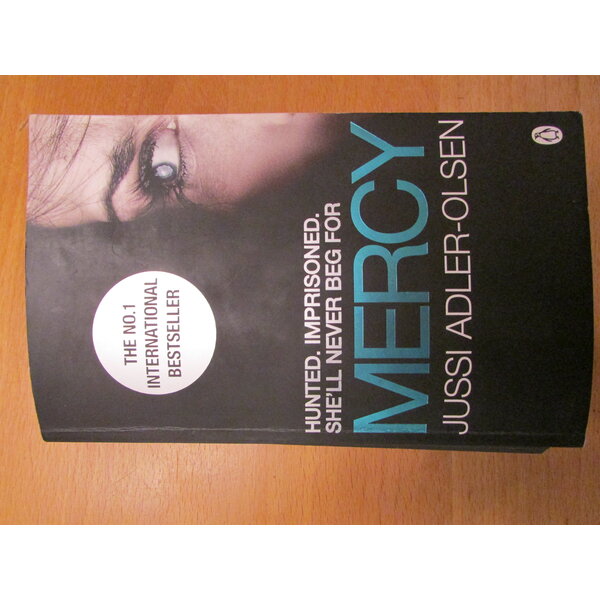 THE NO.1
INTERNATIONAL
BESTSELLER
HUNTED. IMPRISONED.
SHE'LL NEVER BEG FOR
MERCY
JUSSI ADLER-OLSEN